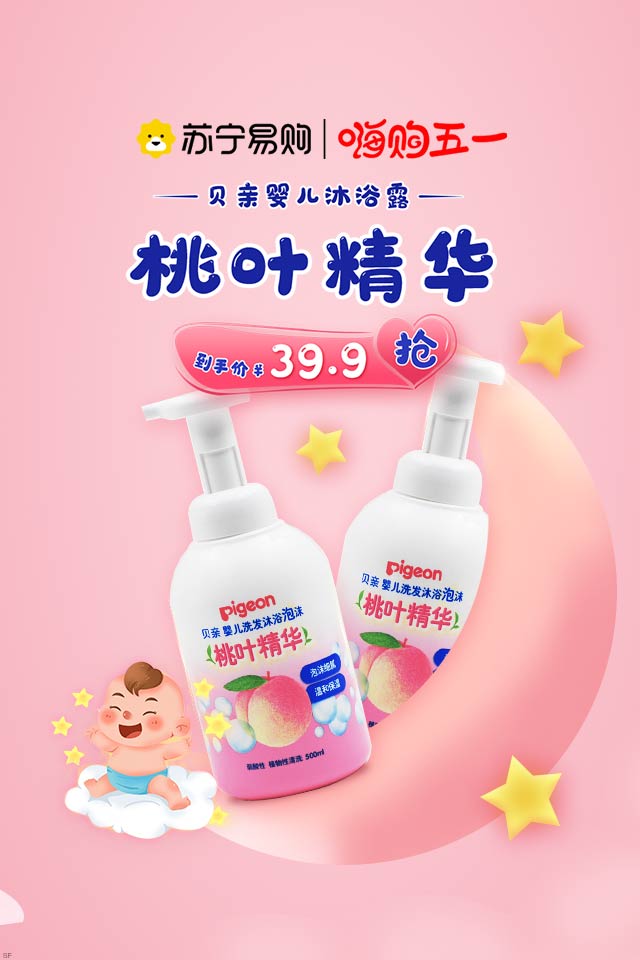 苏宁易购 | 嗨购五一
贝亲婴儿沐浴露
桃叶精华
到手价¥39.9 抢
Pigeon
贝亲 婴儿洗发沐浴泡沫
桃叶精华
泡沫细腻
温和保湿
弱酸性 植物性清洗 500ml
Pigeon
贝亲 婴儿洗发沐浴泡沫
桃叶精华
SF